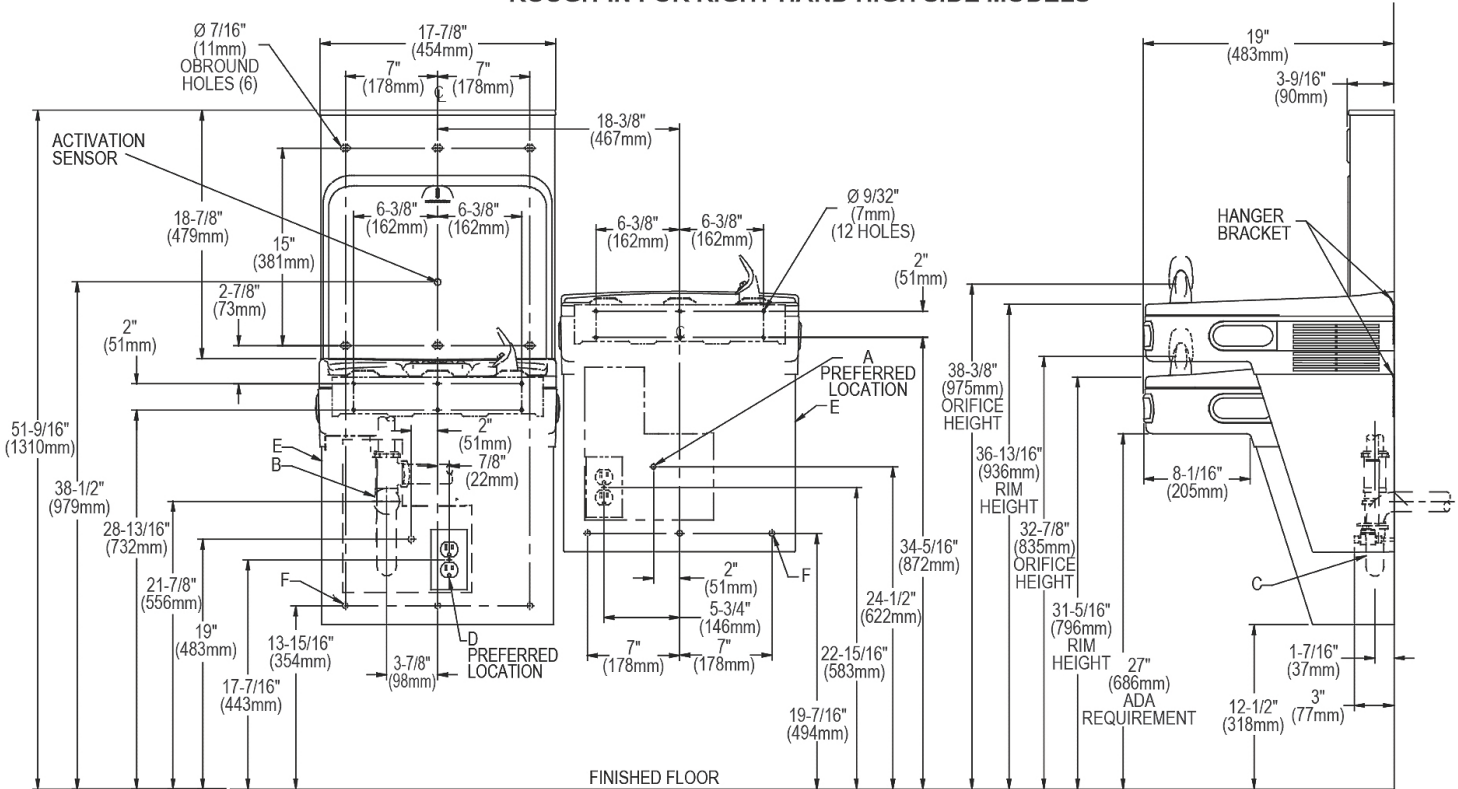 ROUGH-IN FOR RIGHT HAND HIGH SIDE MODELS
Ø 7/16"
(11mm)
OBROUND
HOLES (6)
17-7/8"
(454mm)
7"
(178mm)
7"
(178mm)
℄
18-3/8"
(467mm)
19"
(483mm)
3-9/16"
(90mm)
ACTIVATION
SENSOR
18-7/8"
(479mm)
15"
(381mm)
2-7/8"
(73mm)
2"
(51mm)
6-3/8"
(162mm)
6-3/8"
(162mm)
6-3/8"
(162mm)
6-3/8"
(162mm)
Ø 9/32"
(7mm)
(12 HOLES)
2"
(51mm)
HANGER
BRACKET
℄
A
PREFERRED
LOCATION
E
51-9/16"
(1310mm)
38-1/2"
(979mm)
28-13/16"
(732mm)
21-7/8"
(556mm)
19"
(483mm)
17-7/16"
(443mm)
13-15/16"
(354mm)
E
B
F
2"
(51mm)
7/8"
(22mm)
3-7/8"
(98mm)
D
PREFERRED
LOCATION
F
2"
(51mm)
5-3/4"
(146mm)
7"
(178mm)
7"
(178mm)
34-5/16"
(872mm)
24-1/2"
(622mm)
22-15/16"
(583mm)
19-7/16"
(494mm)
38-3/8"
(975mm)
ORIFICE
HEIGHT
36-13/16"
(936mm)
RIM
HEIGHT
32-7/8"
(835mm)
ORIFICE
HEIGHT
31-5/16"
(796mm)
RIM
HEIGHT
27"
(686mm)
ADA
REQUIREMENT
8-1/16"
(205mm)
C
12-1/2"
(318mm)
1-7/16"
(37mm)
3"
(77mm)
FINISHED FLOOR